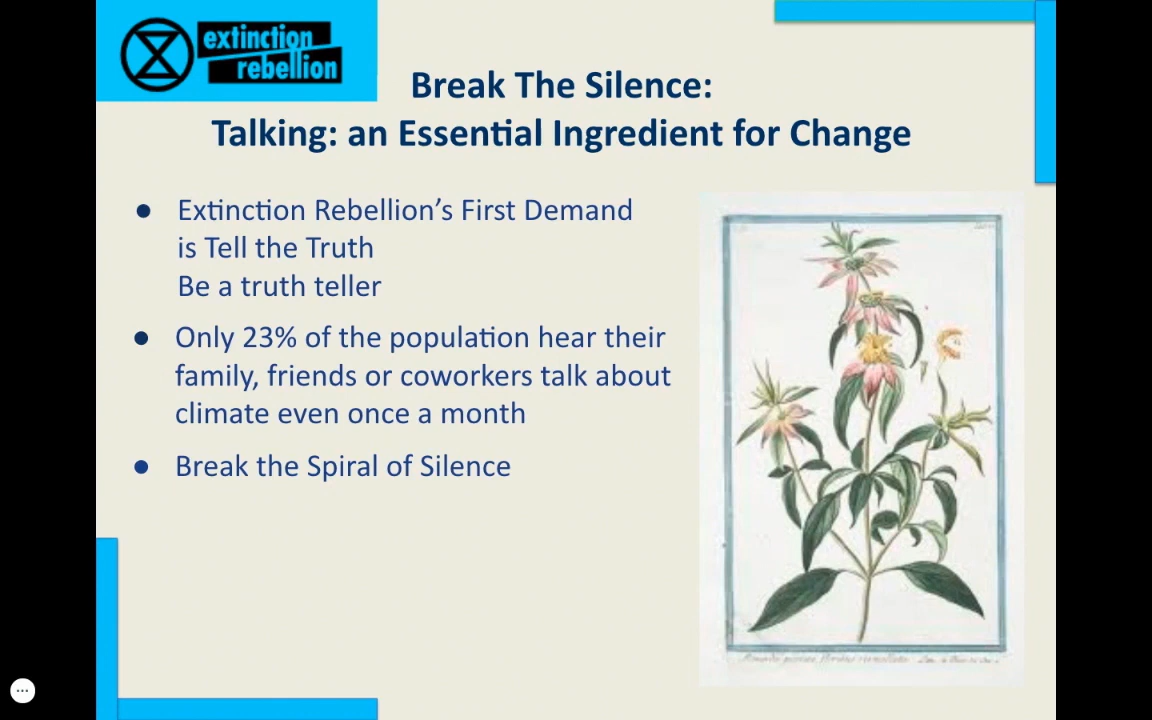 extinction
rebellion
Break The Silence:
Talking: an Essential Ingredient for Change
● Extinction Rebellion’s First Demand
is Tell the Truth
Be a truth teller
● Only 23% of the population hear their
family, friends or coworkers talk about
climate even once a month
● Break the Spiral of Silence